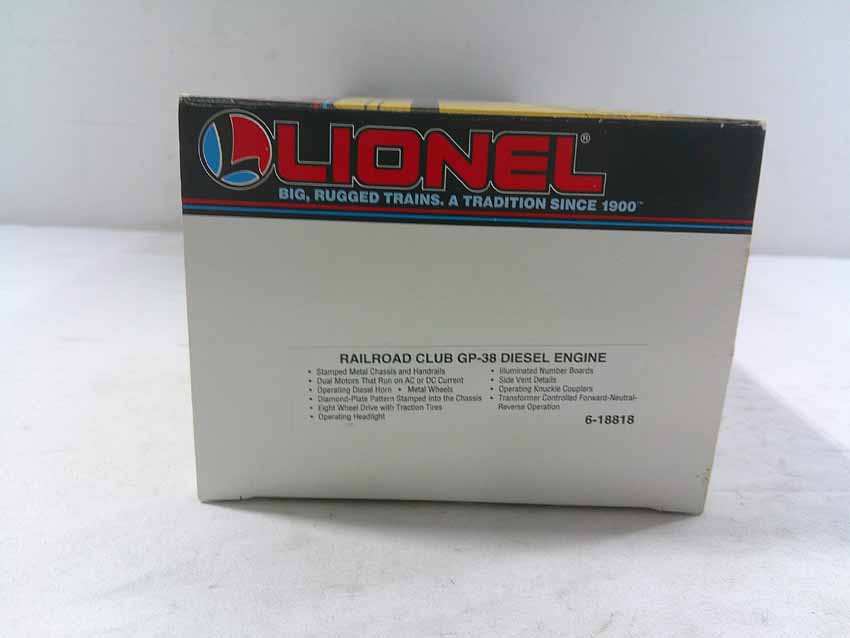 LIONEL®
BIG, RUGGED TRAINS. A TRADITION SINCE 1900™
RAILROAD CLUB GP-38 DIESEL ENGINE
• Stamped Metal Chassis and Handrails
• Dual Motors That Run on AC or DC Current
• Operating Diesel Horn • Metal Wheels
• Diamond-Plate Pattern Stamped into the Chassis
• Eight Wheel Drive with Traction Tires
• Operating Headlight
• Illuminated Number Boards
• Side Vent Details
• Operating Knuckle Couplers
• Transformer Controlled Forward-Neutral-
Reverse Operation
6-18818